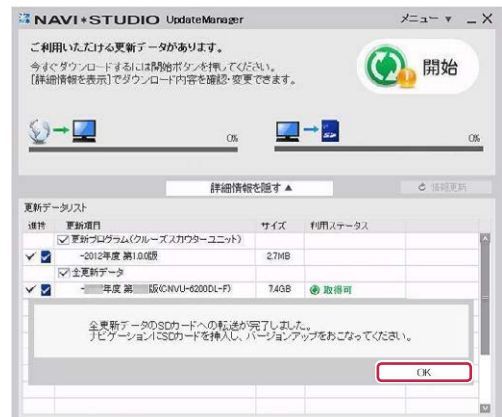 NAVI*STUDIO UpdateManager メニュー ▼ _ X
ご利用いただける更新データがあります。
今すぐダウンロードするには開始ボタンを押してください。
[詳細情報を表示]でダウンロード内容を確認・変更できます。
開始
0% 0%
詳細情報を隠す ▲ 情報更新
更新データリスト
進捗 更新項目 サイズ 利用ステータス
更新プログラム(クルーズスカウターユニット)
-2012年度 第1.0.0版 2.7MB
全更新データ
- 年度 第 版(CNVU-6200DL-F) 7.4GB 取得可
全更新データのSDカードへの転送が完了しました。
ナビゲーションにSDカードを挿入し、バージョンアップをおこなってください。
OK